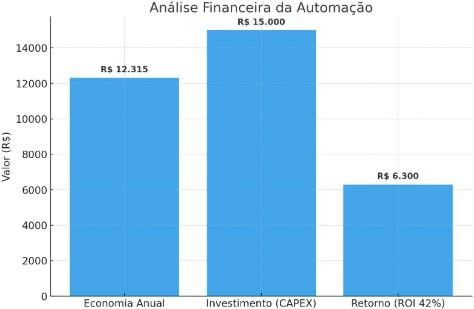 Análise Financeira da Automação
R$ 15.000
R$ 12.315
R$ 6.300
Valor (R$)
14000
12000
10000
8000
6000
4000
2000
0
Economia Anual
Investimento (CAPEX)
Retorno (ROI 42%)